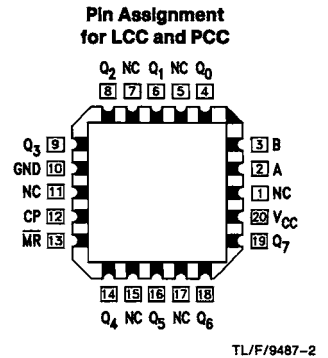 Pin Assignment
for LCC and PCC
Q2 NC Q1 NC Q0
8 7 6 5 4
Q3 9
GND 10
NC 11
CP 12
MR 13
3 B
2 A
1 NC
20 VCC
19 Q7
14 15 16 17 18
Q4 NC Q5 NC Q6
TL/F/9487-2